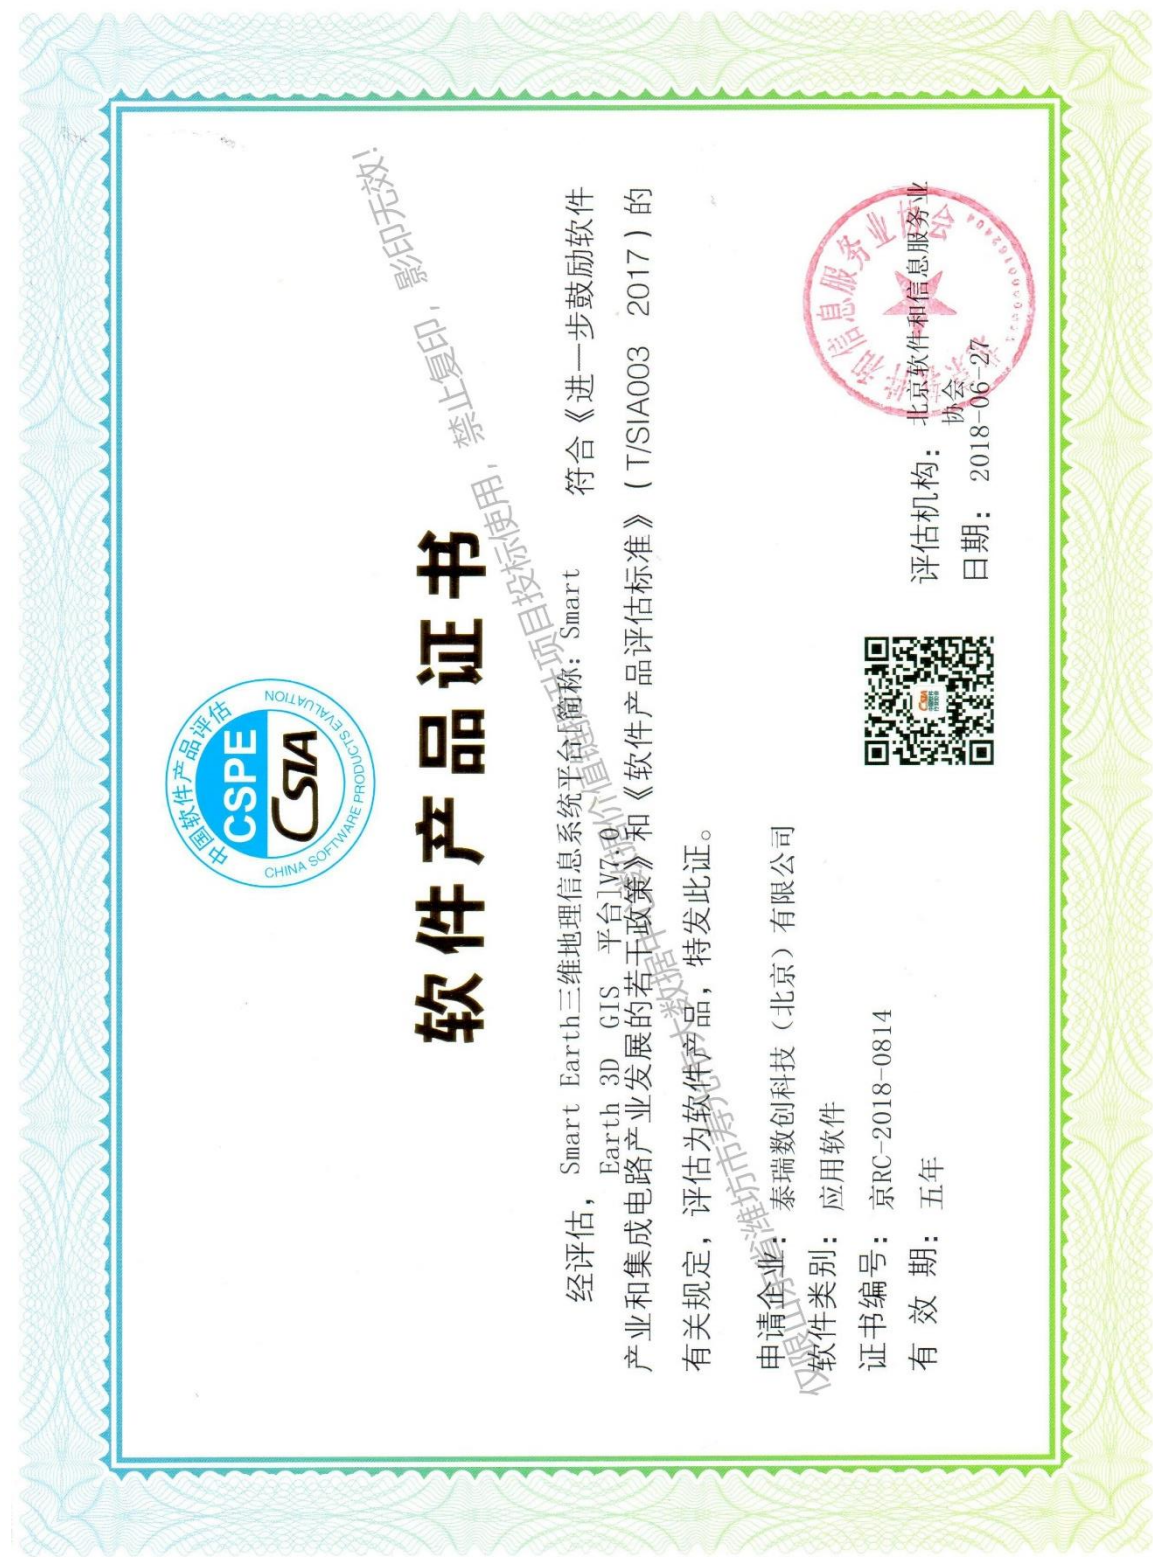 中国软件产品评估
CSPE
CSIA
CHINA SOFTWARE PRODUCTS EVALUATION
软件产品证书
经评估，Smart Earth三维地理信息系统平台[简称：Smart Earth 3D GIS 平台]V7.0 符合《进一步鼓励软件
产业和集成电路产业发展的若干政策》和《软件产品评估标准》（T/SIA003 2017）的
有关规定，评估为软件产品，特发此证。
申请企业：泰瑞数创科技（北京）有限公司
软件类别：应用软件
证书编号：京RC-2018-0814
有 效 期：五年
评估机构：北京软件和信息服务业
协会
日期：2018-06-27
北京软件和信息服务业协会
禁止复印，影印无效！